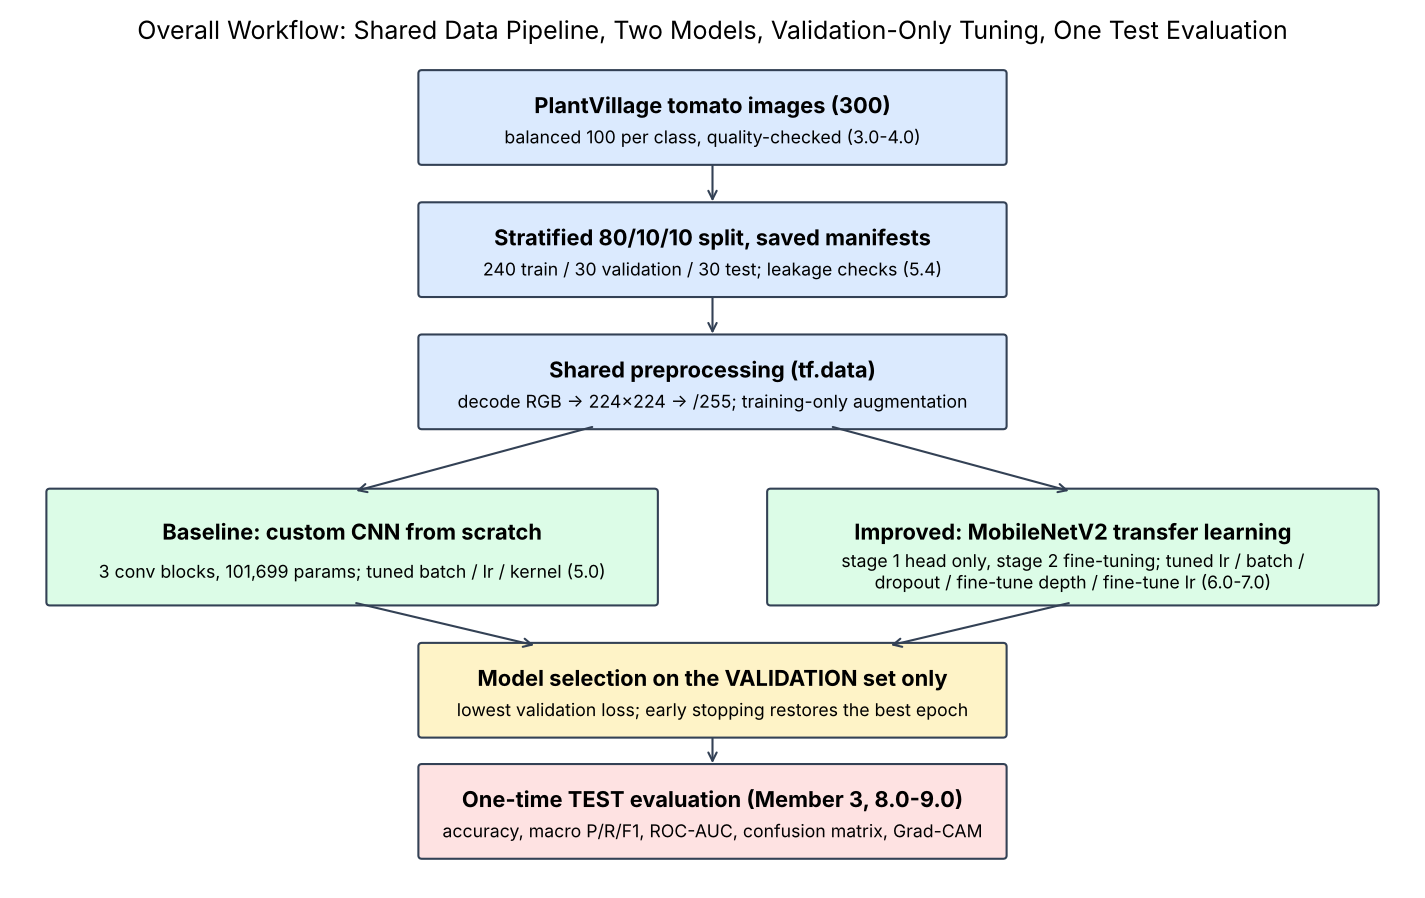 Overall Workflow: Shared Data Pipeline, Two Models, Validation-Only Tuning, One Test Evaluation
PlantVillage tomato images (300)
balanced 100 per class, quality-checked (3.0-4.0)
Stratified 80/10/10 split, saved manifests
240 train / 30 validation / 30 test; leakage checks (5.4)
Shared preprocessing (tf.data)
decode RGB → 224×224 → /255; training-only augmentation
Baseline: custom CNN from scratch
3 conv blocks, 101,699 params; tuned batch / lr / kernel (5.0)
Improved: MobileNetV2 transfer learning
stage 1 head only, stage 2 fine-tuning; tuned lr / batch /
dropout / fine-tune depth / fine-tune lr (6.0-7.0)
Model selection on the VALIDATION set only
lowest validation loss; early stopping restores the best epoch
One-time TEST evaluation (Member 3, 8.0-9.0)
accuracy, macro P/R/F1, ROC-AUC, confusion matrix, Grad-CAM